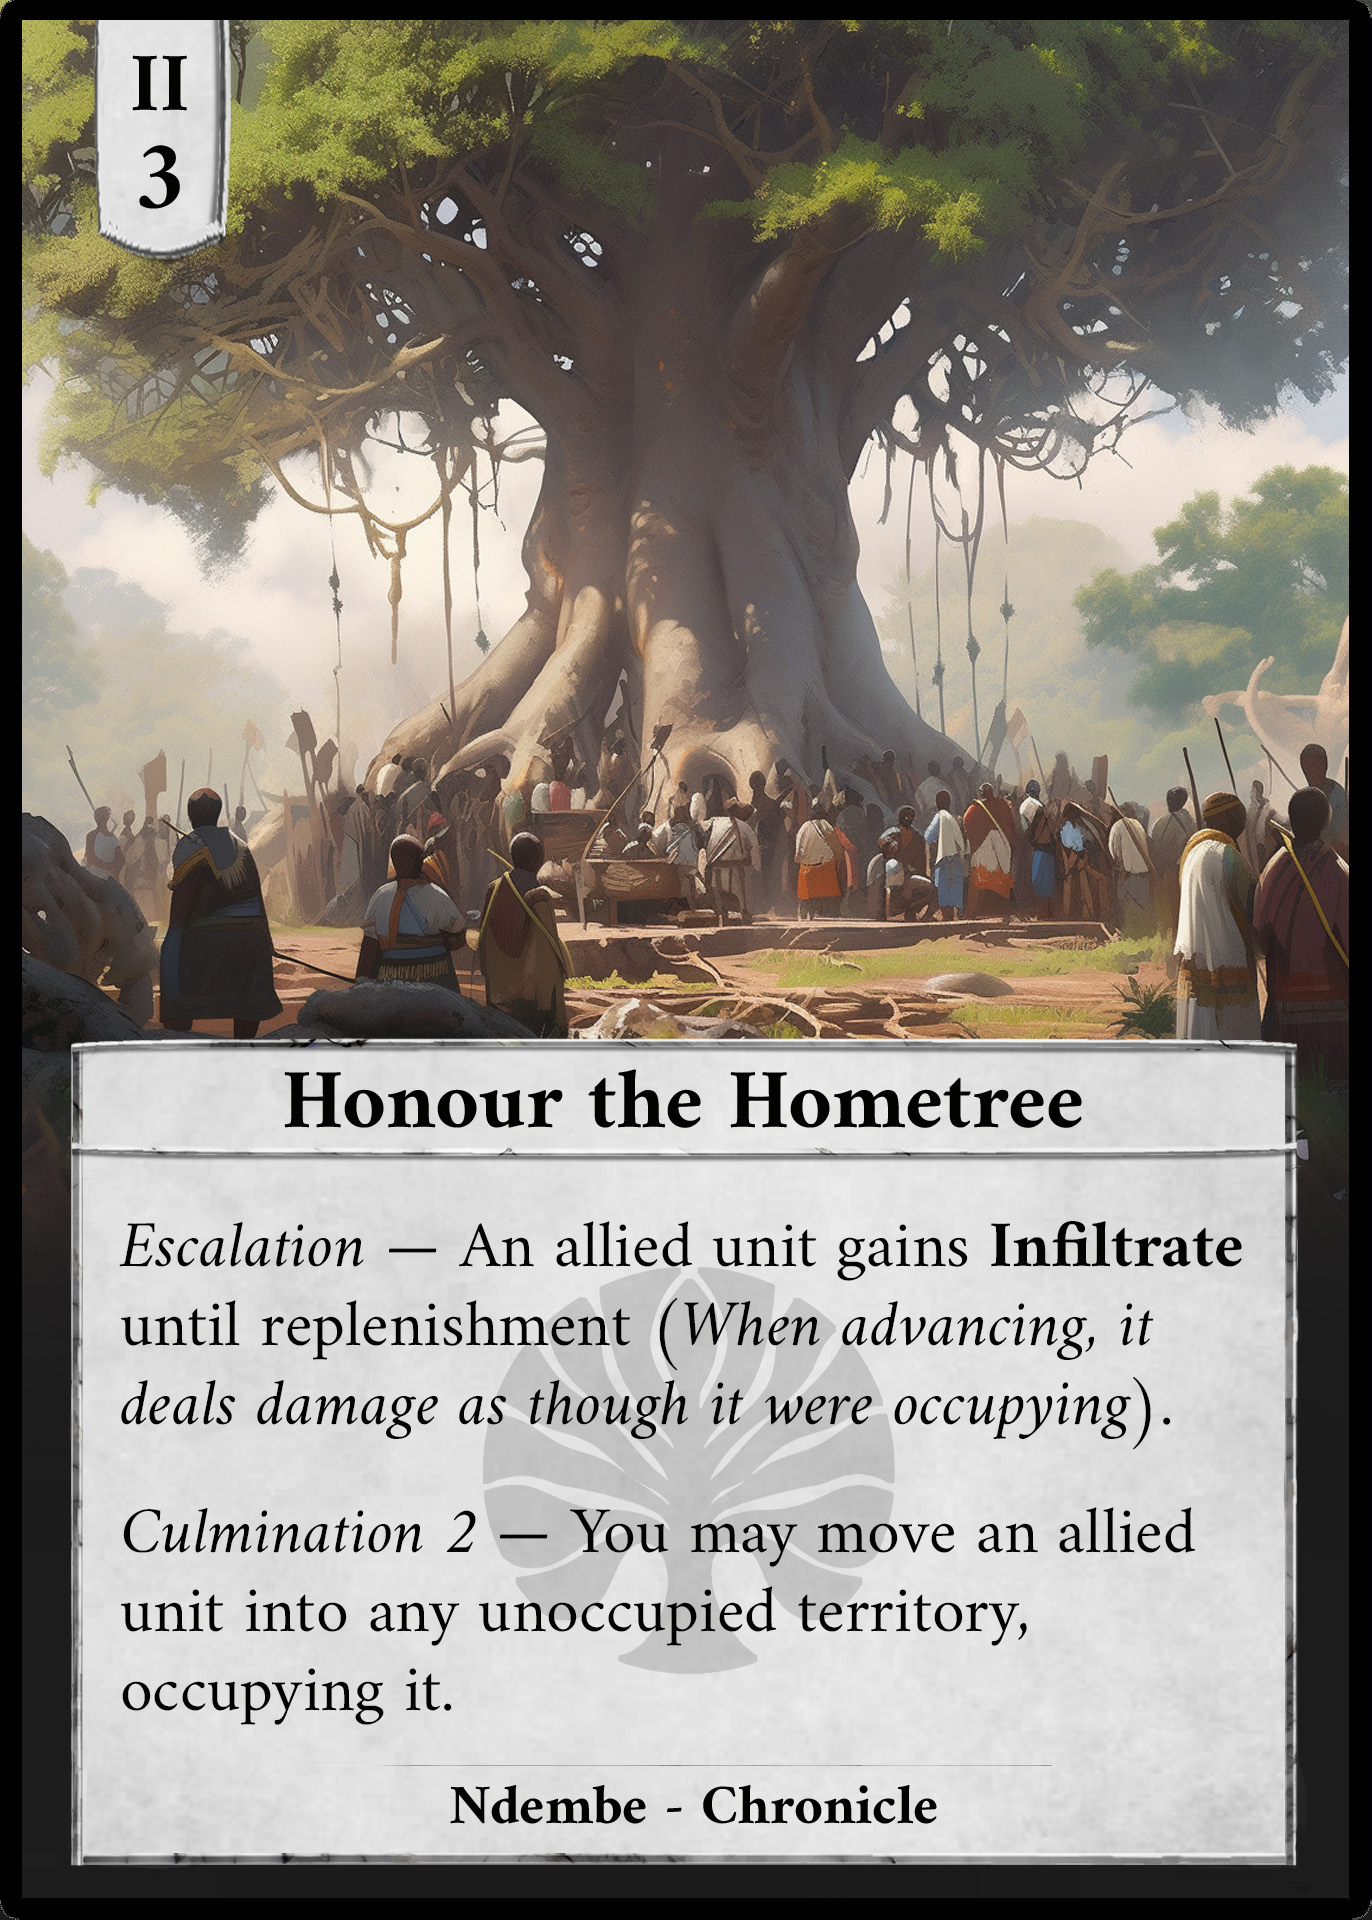 II
3
Honour the Hometree
Escalation — An allied unit gains Infiltrate
until replenishment (When advancing, it
deals damage as though it were occupying).
Culmination 2 — You may move an allied
unit into any unoccupied territory,
occupying it.
Ndembe - Chronicle